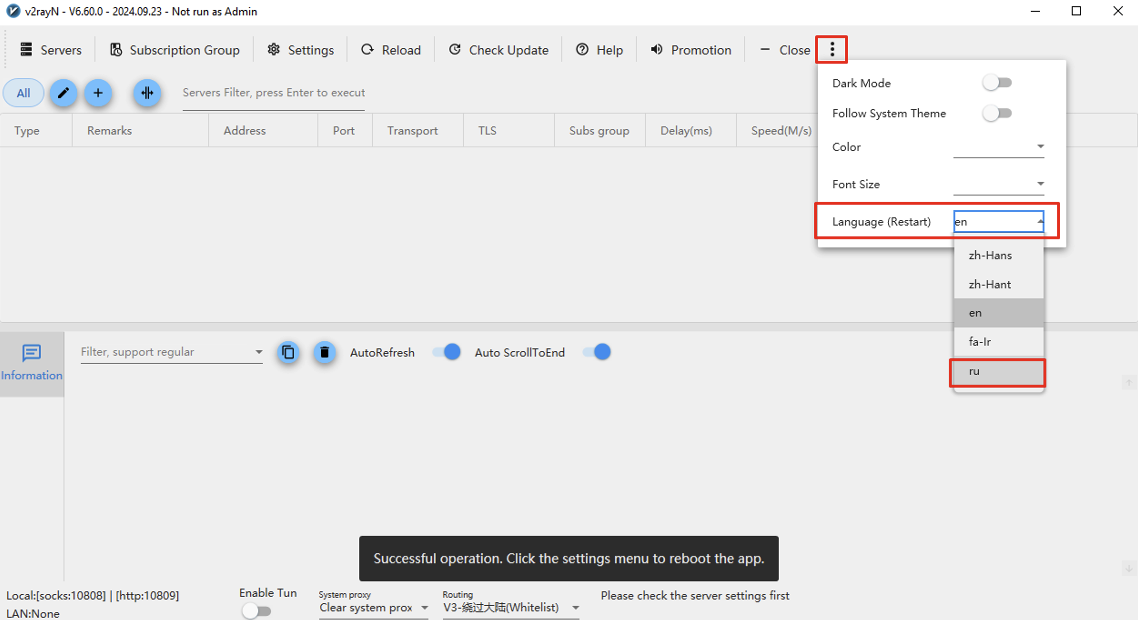 v2rayN - V6.60.0 - 2024.09.23 - Not run as Admin
Servers Subscription Group Settings Reload Check Update Help Promotion Close
All Servers Filter, press Enter to execut
Type Remarks Address Port Transport TLS Subs group Delay(ms) Speed(M/s)
Dark Mode
Follow System Theme
Color
Font Size
Language (Restart) en
zh-Hans
zh-Hant
en
fa-Ir
ru
Information
Filter, support regular AutoRefresh Auto ScrollToEnd
Successful operation. Click the settings menu to reboot the app.
Local:[socks:10808] | [http:10809]
LAN:None
Enable Tun
System proxy
Clear system prox
Routing
V3-绕过大陆(Whitelist)
Please check the server settings first